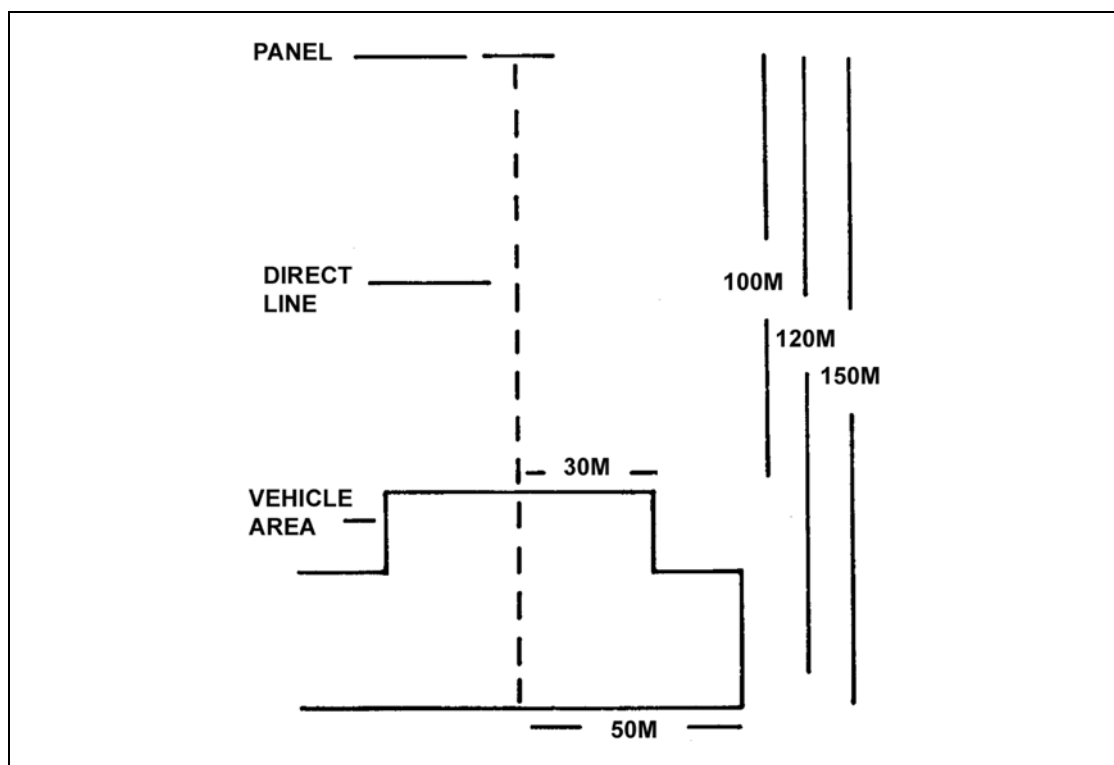 PANEL
DIRECT
LINE
100M
120M
150M
30M
VEHICLE
AREA
50M